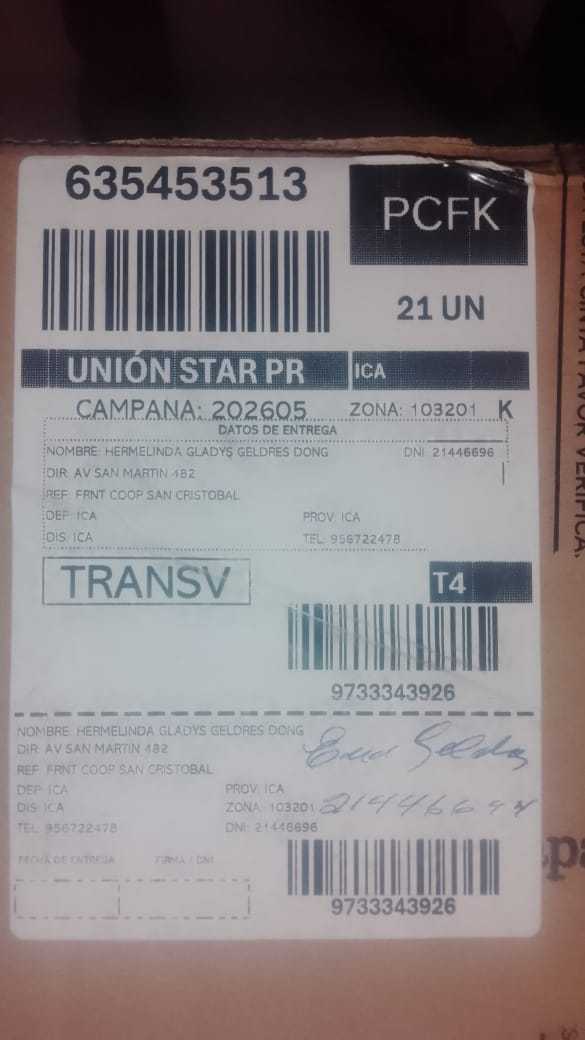 635453513
PCFK
21 UN
UNIÓN STAR PR ICA
CAMPANA: 202605 ZONA: 103201 K
DATOS DE ENTREGA
NOMBRE: HERMELINDA GLADYS GELDRES DONG DNI: 21446696
DIR: AV SAN MARTIN 482
REF: FRNT COOP SAN CRISTOBAL
DEP: ICA PROV: ICA
DIS: ICA TEL: 956722478
TRANSV
T4
9733343926
NOMBRE: HERMELINDA GLADYS GELDRES DONG
DIR: AV SAN MARTIN 482
REF: FRNT COOP SAN CRISTOBAL
DEP: ICA PROV: ICA
DIS: ICA ZONA: 103201
TEL: 956722478 DNI: 21446696
FECHA DE ENTREGA FIRMA / DNI
9733343926